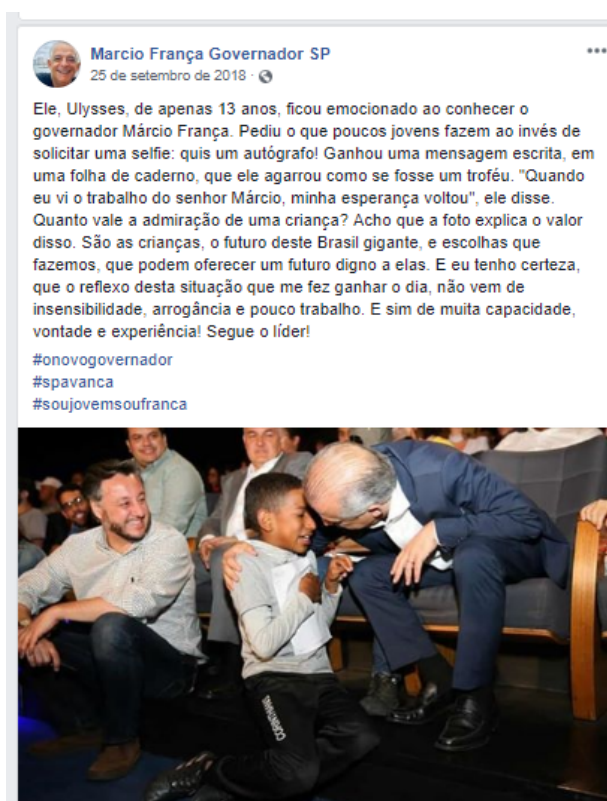 Marcio França Governador SP
25 de setembro de 2018 ·
Ele, Ulysses, de apenas 13 anos, ficou emocionado ao conhecer o
governador Márcio França. Pediu o que poucos jovens fazem ao invés de
solicitar uma selfie: quis um autógrafo! Ganhou uma mensagem escrita, em
uma folha de caderno, que ele agarrou como se fosse um troféu. "Quando
eu vi o trabalho do senhor Márcio, minha esperança voltou", ele disse.
Quanto vale a admiração de uma criança? Acho que a foto explica o valor
disso. São as crianças, o futuro deste Brasil gigante, e escolhas que
fazemos, que podem oferecer um futuro digno a elas. E eu tenho certeza,
que o reflexo desta situação que me fez ganhar o dia, não vem de
insensibilidade, arrogância e pouco trabalho. E sim de muita capacidade,
vontade e experiência! Segue o líder!
#onovogovernador
#spavanca
#soujovemsoufranca
CORINTHIANS